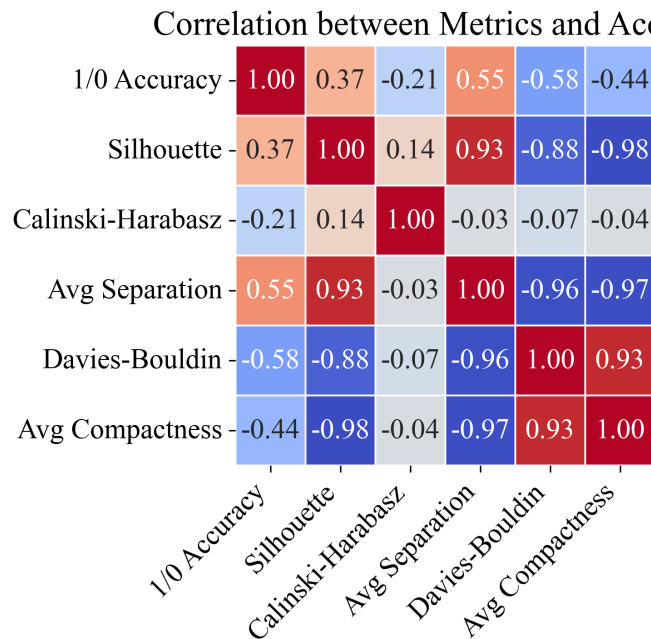 Correlation between Metrics and Acc
1/0 Accuracy 1.00 0.37 -0.21 0.55 -0.58 -0.44
Silhouette 0.37 1.00 0.14 0.93 -0.88 -0.98
Calinski-Harabasz -0.21 0.14 1.00 -0.03 -0.07 -0.04
Avg Separation 0.55 0.93 -0.03 1.00 -0.96 -0.97
Davies-Bouldin -0.58 -0.88 -0.07 -0.96 1.00 0.93
Avg Compactness -0.44 -0.98 -0.04 -0.97 0.93 1.00
1/0 Accuracy
Silhouette
Calinski-Harabasz
Avg Separation
Davies-Bouldin
Avg Compactness